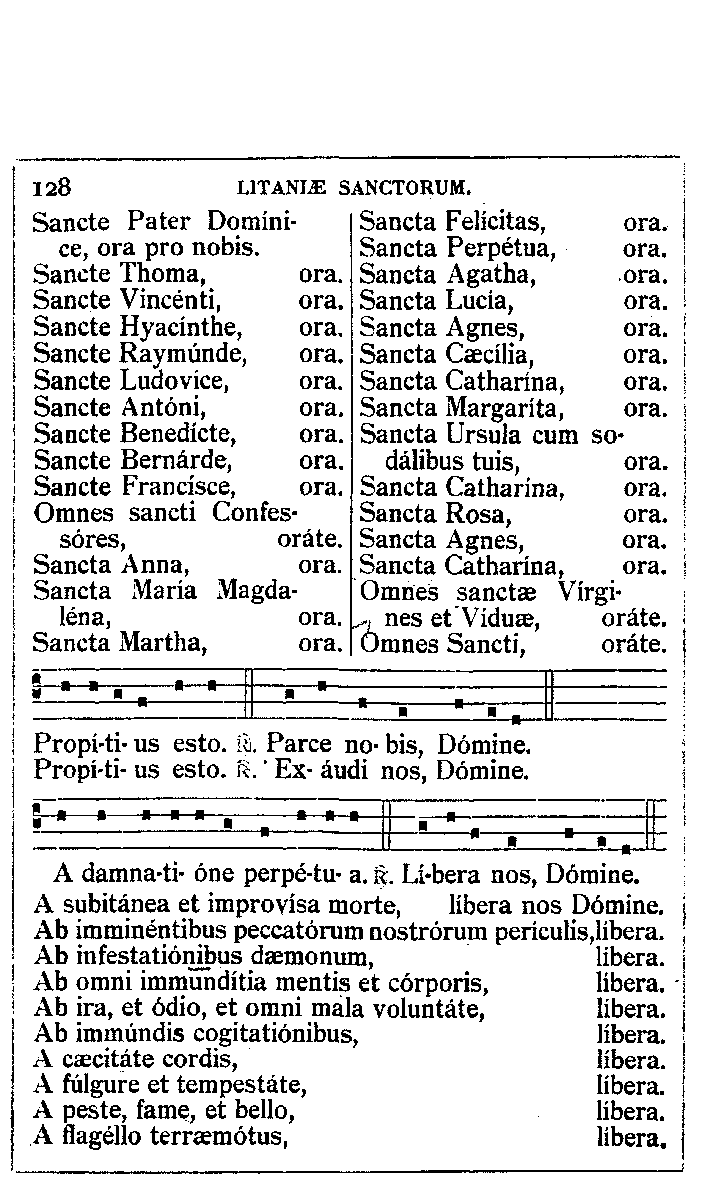 128 LITANIÆ SANCTORUM.
Sancte Pater Domíni-
ce, ora pro nobis.
Sancte Thoma, ora.
Sancte Vincénti, ora.
Sancte Hyacínthe, ora.
Sancte Raymúnde, ora.
Sancte Ludovíce, ora.
Sancte Antóni, ora.
Sancte Benedícte, ora.
Sancte Bernárde, ora.
Sancte Francísce, ora.
Omnes sancti Confes-
sóres, oráte.
Sancta Anna, ora.
Sancta María Magda-
léna, ora.
Sancta Martha, ora.
Sancta Felícitas, ora.
Sancta Perpétua, ora.
Sancta Agatha, ora.
Sancta Lucía, ora.
Sancta Agnes, ora.
Sancta Cæcília, ora.
Sancta Catharína, ora.
Sancta Margaríta, ora.
Sancta Ursula cum so-
dálibus tuis, ora.
Sancta Catharína, ora.
Sancta Rosa, ora.
Sancta Agnes, ora.
Sancta Catharína, ora.
Omnes sanctæ Vírgi-
nes et Víduæ, oráte.
Omnes Sancti, oráte.
Propí-ti- us esto. ℟. Parce no- bis, Dómine.
Propí-ti- us esto. ℟. Ex- áudi nos, Dómine.
A damna-ti- óne perpé-tu- a. ℟. Lí-bera nos, Dómine.
A subitánea et improvísa morte, líbera nos Dómine.
Ab imminéntibus peccatórum nostrórum perículis, líbera.
Ab infestatiónibus dæmonum, líbera.
Ab omni immundítia mentis et córporis, líbera.
Ab ira, et ódio, et omni mala voluntáte, líbera.
Ab immúndis cogitatiónibus, líbera.
A cæcitáte cordis, líbera.
A fúlgure et tempestáte, líbera.
A peste, fame, et bello, líbera.
A flagéllo terræmótus, líbera.